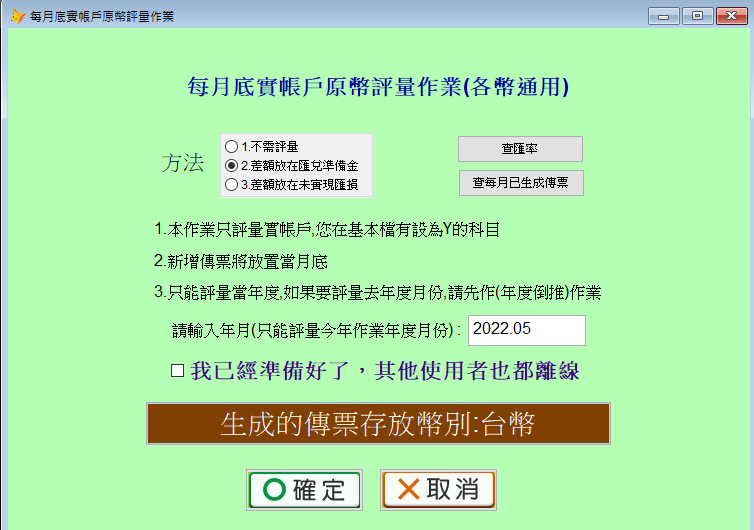 每月底實帳戶原幣評量作業
每月底實帳戶原幣評量作業(各幣通用)
方法
1.不需評量
2.差額放在匯兌準備金
3.差額放在未實現匯損
查匯率
查每月已生成傳票
1.本作業只評量實帳戶,您在基本檔有設為Y的科目
2.新增傳票將放置當月底
3.只能評量當年度,如果要評量去年度月份,請先作(年度倒推)作業
請輸入年月(只能評量今年作業年度月份) : 2022.05
我已經準備好了，其他使用者也都離線
生成的傳票存放幣別:台幣
確定
取消